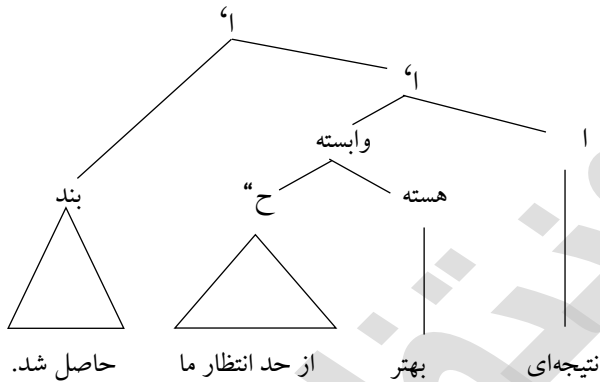 ا‘
ا‘
ا
وابسته
هسته
ح“
بند
نتیجه‌ای بهتر از حد انتظار ما حاصل شد.